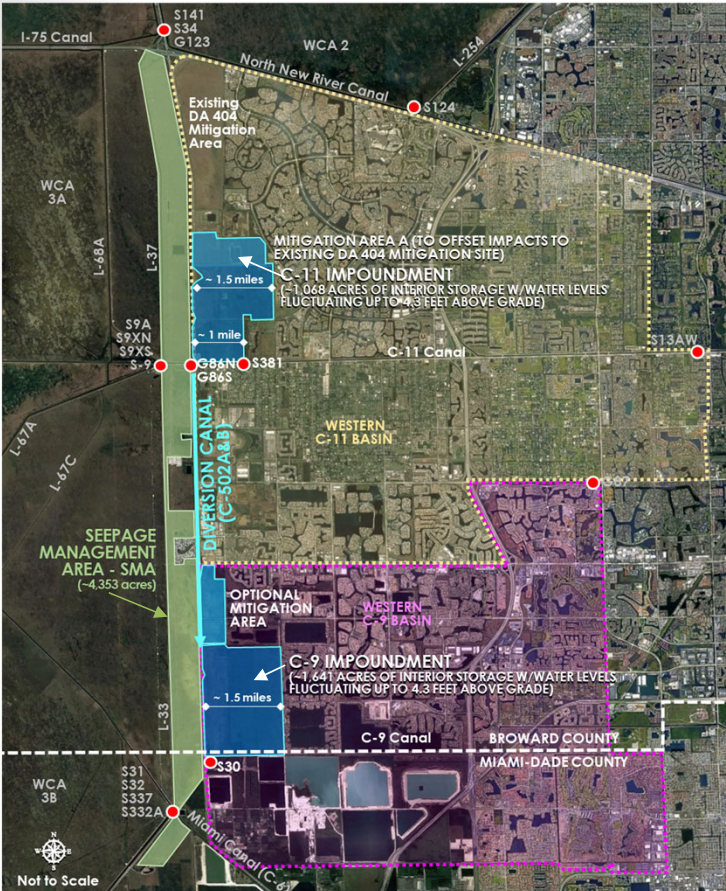 S141
S34
G123
I-75 Canal
WCA 2
L-254
North New River Canal
S124
Existing
DA 404
Mitigation
Area
WCA
3A
L-68A
L-37
MITIGATION AREA A (TO OFFSET IMPACTS TO
EXISTING DA 404 MITIGATION SITE)
C-11 IMPOUNDMENT
(~1,068 ACRES OF INTERIOR STORAGE W/WATER LEVELS
FLUCTUATING UP TO 4.3 FEET ABOVE GRADE)
~ 1.5 miles
~ 1 mile
S9A
S9XN
S9XS
S-9
G86N
G86S
S381
C-11 Canal
S13AW
L-67A
L-67C
WESTERN
C-11 BASIN
DIVERSION CANAL
(C-502A&B)
SEEPAGE
MANAGEMENT
AREA - SMA
(~4,353 acres)
OPTIONAL
MITIGATION
AREA
WESTERN
C-9 BASIN
C-9 IMPOUNDMENT
(~1,641 ACRES OF INTERIOR STORAGE W/WATER LEVELS
FLUCTUATING UP TO 4.3 FEET ABOVE GRADE)
~ 1.5 miles
L-33
C-9 Canal
BROWARD COUNTY
MIAMI-DADE COUNTY
S30
WCA
3B
S31
S32
S337
S332A
Miami Canal (C-6)
N
W
E
S
Not to Scale